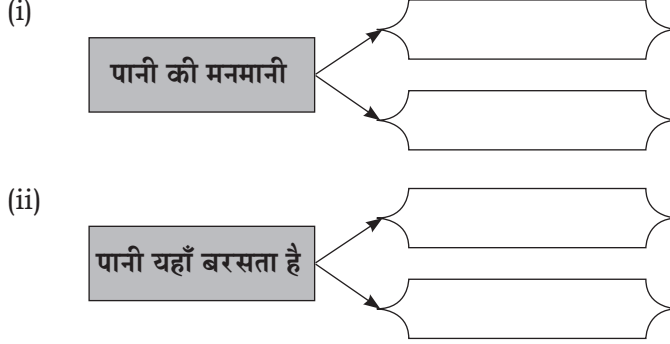 (i)
पानी की मनमानी
(ii)
पानी यहाँ बरसता है